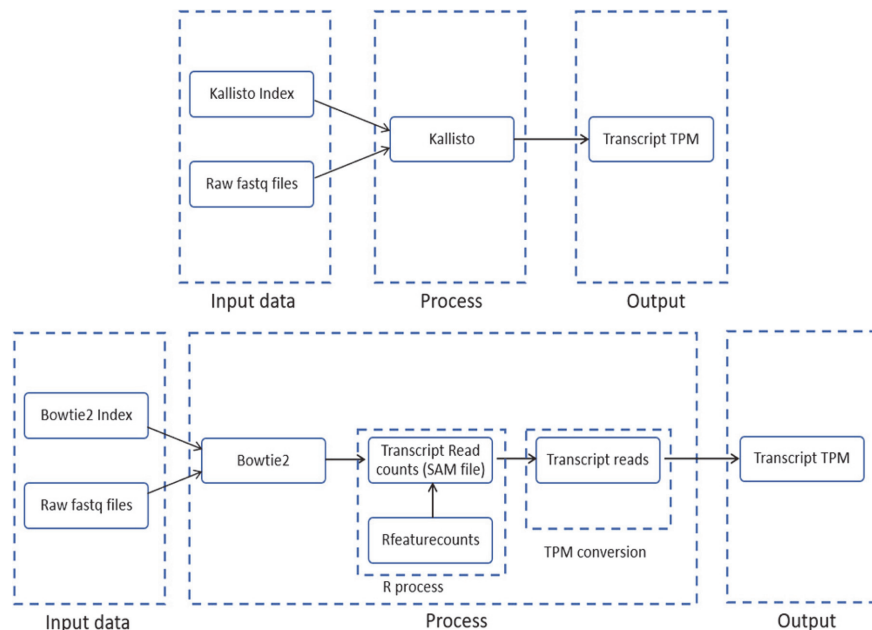 Kallisto Index
Raw fastq files
Kallisto
Transcript TPM
Input data
Process
Output
Bowtie2 Index
Raw fastq files
Bowtie2
Transcript Read
counts (SAM file)
Rfeaturecounts
R process
Transcript reads
TPM conversion
Transcript TPM
Input data
Process
Output